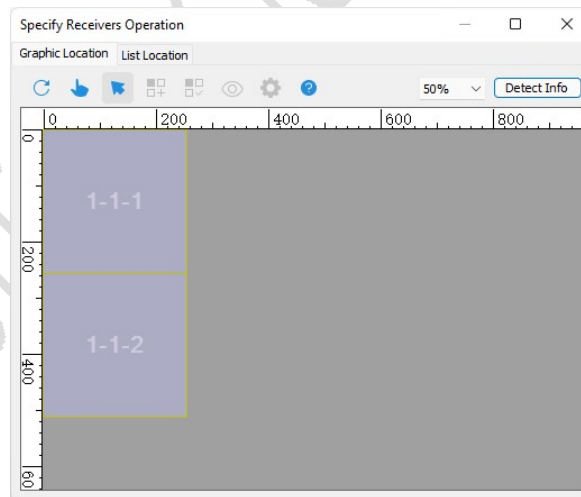 Specify Receivers Operation
Graphic Location List Location
50% Detect Info
0 200 400 600 800
0
1-1-1
200
1-1-2
400
60